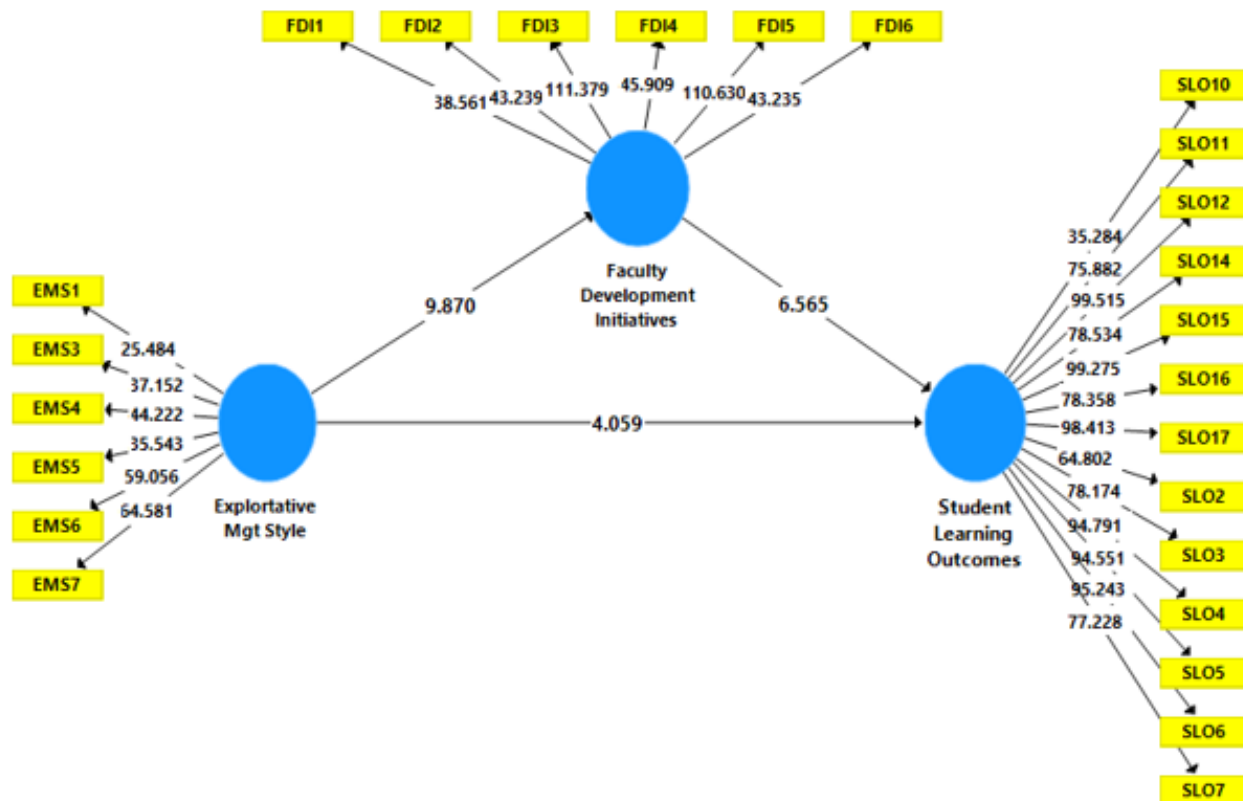 FDI1 FDI2 FDI3 FDI4 FDI5 FDI6
38.561 43.239 111.379 45.909 110.630 43.235
Faculty
Development
Initiatives
EMS1
EMS3
EMS4
EMS5
EMS6
EMS7
25.484
37.152
44.222
35.543
59.056
64.581
Explortative
Mgt Style
9.870
6.565
4.059
Student
Learning
Outcomes
35.284
75.882
99.515
78.534
99.275
78.358
98.413
64.802
78.174
94.791
94.551
95.243
77.228
SLO10
SLO11
SLO12
SLO14
SLO15
SLO16
SLO17
SLO2
SLO3
SLO4
SLO5
SLO6
SLO7